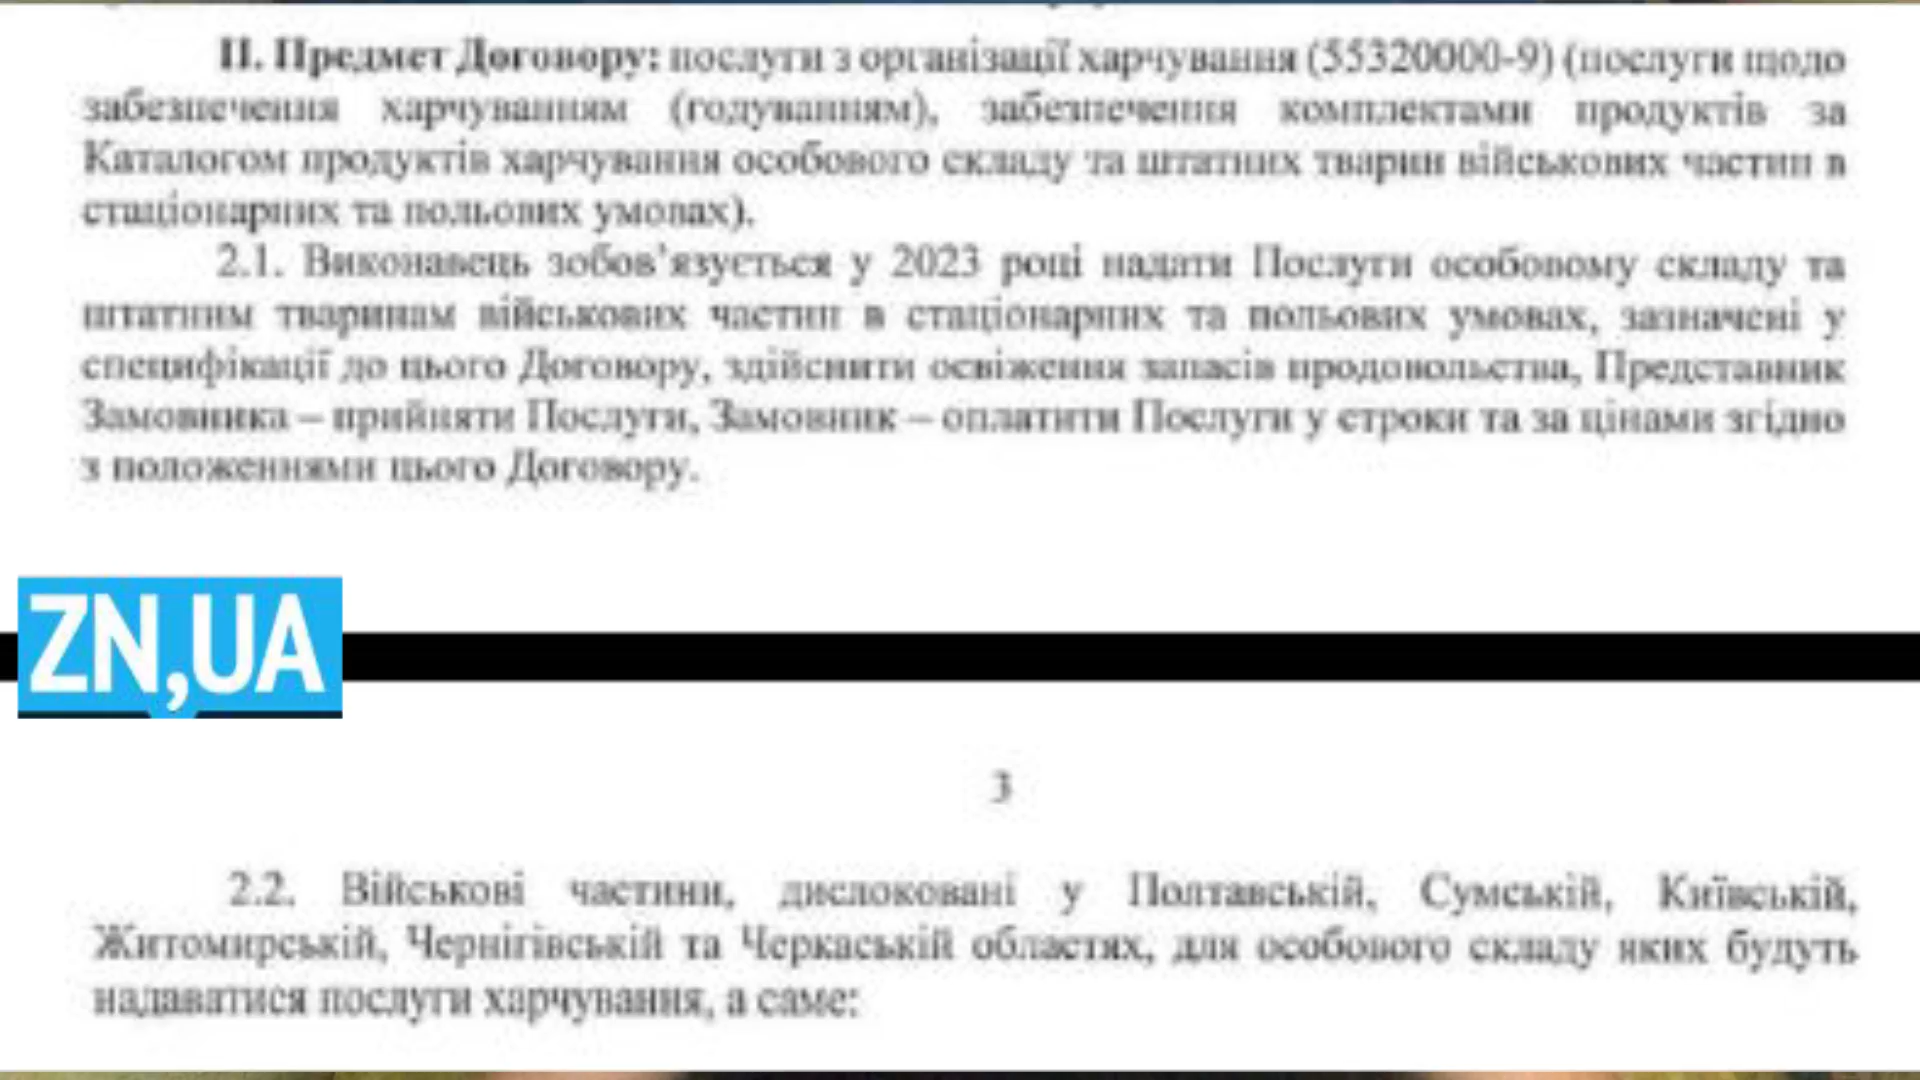 ІІ. Предмет Договору: послуги з організації харчування (55320000-9) (послуги щодо
забезпечення харчуванням (годуванням), забезпечення комплектами продуктів за
Каталогом продуктів харчування особового складу та штатних тварин військових частин в
стаціонарних та польових умовах).
2.1. Виконавець зобов’язується у 2023 році надати Послуги особовому складу та
штатним тваринам військових частин в стаціонарних та польових умовах, зазначені у
специфікації до цього Договору, здійснити освіження запасів продовольства, Представник
Замовника – прийняти Послуги, Замовник – оплатити Послуги у строки та за цінами згідно
з положеннями цього Договору.
ZN,UA
3
2.2. Військові частини, дислоковані у Полтавській, Сумській, Київській,
Житомирській, Чернігівській та Черкаській областях, для особового складу яких будуть
надаватися послуги харчування, а саме: